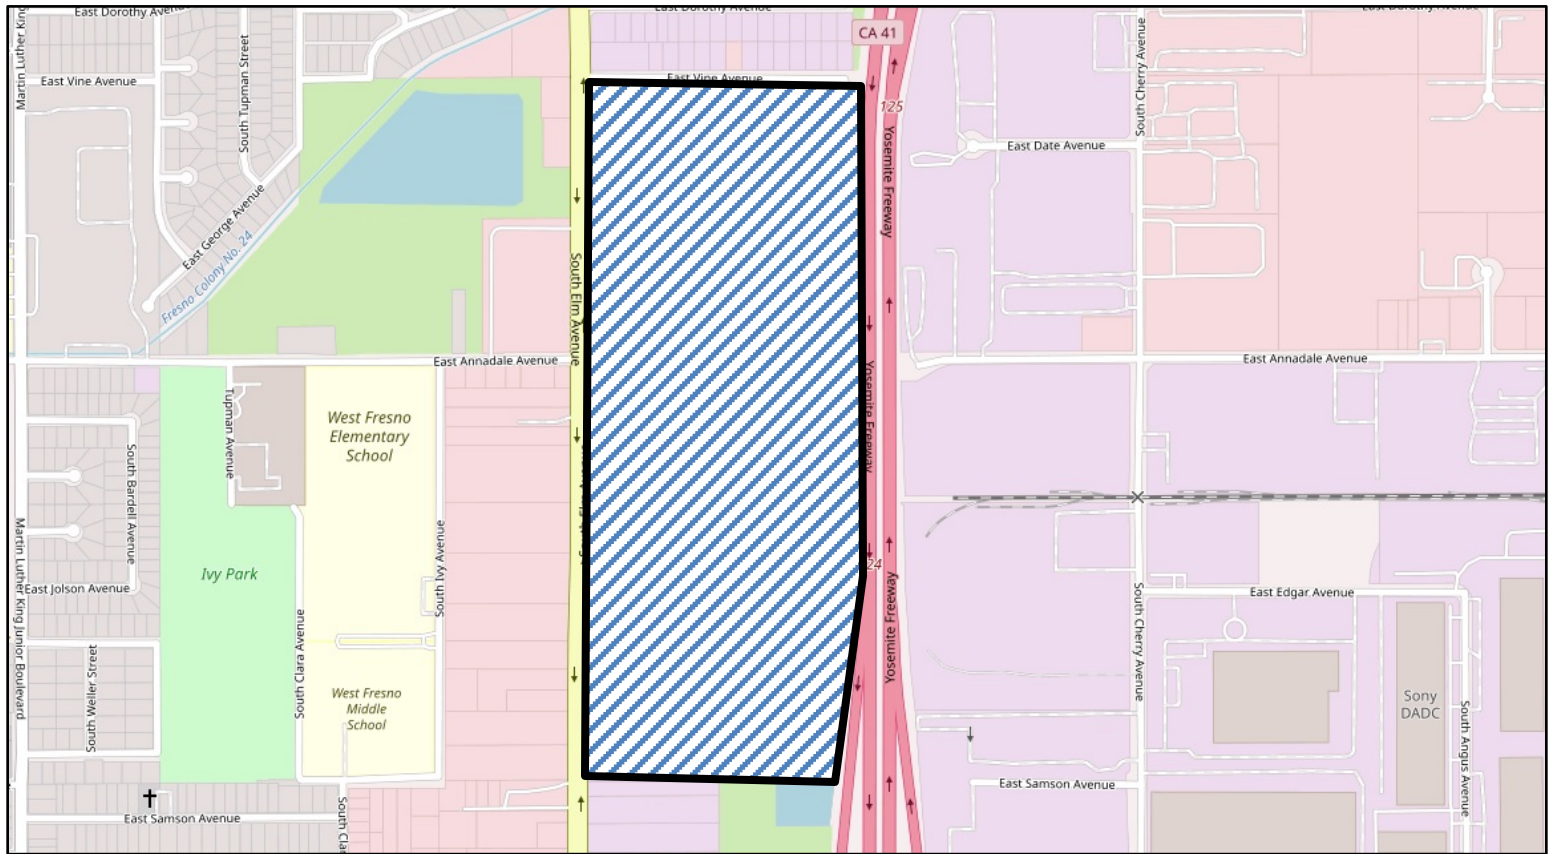 East Dorothy Avenue
East Dorothy Avenue
CA 41
Martin Luther King
East Vine Avenue
South Tupman Street
East Vine Avenue
125
South Cherry Avenue
East Date Avenue
Yosemite Freeway
East George Avenue
Fresno Colony No. 24
South Elm Avenue
East Annadale Avenue
East Annadale Avenue
Tupman Avenue
West Fresno
Elementary
School
Yosemite Freeway
South Bardell Avenue
South Ivy Avenue
Martin Luther King Junior Boulevard
Ivy Park
East Jolson Avenue
24
Yosemite Freeway
South Cherry Avenue
East Edgar Avenue
South Weller Street
South Clara Avenue
West Fresno
Middle
School
Sony
DADC
South Angus Avenue
East Samson Avenue
East Samson Avenue
South Cla